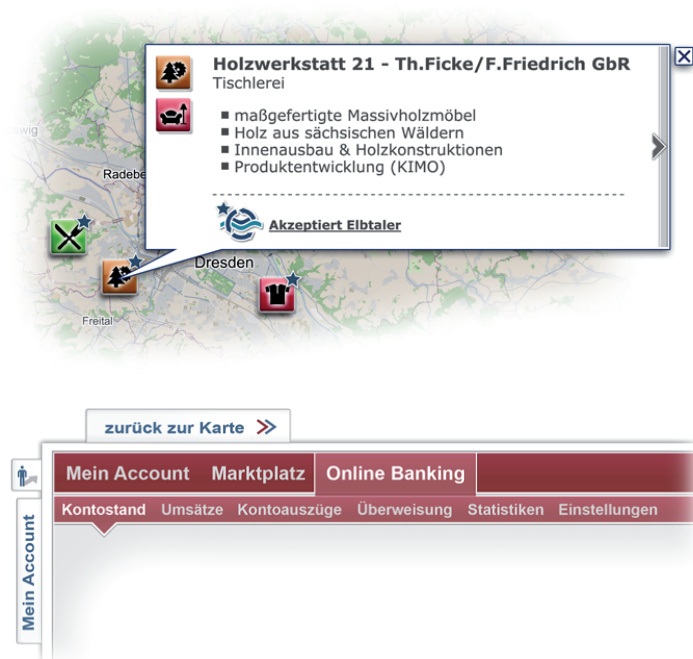 Holzwerkstatt 21 - Th.Ficke/F.Friedrich GbR
Tischlerei
maßgefertigte Massivholzmöbel
Holz aus sächsischen Wäldern
Innenausbau & Holzkonstruktionen
Produktentwicklung (KIMO)
Akzeptiert Elbtaler
swig
Radebe
Dresden
Freital
zurück zur Karte
Mein Account Marktplatz Online Banking
Kontostand Umsätze Kontoauszüge Überweisung Statistiken Einstellungen
Mein Account